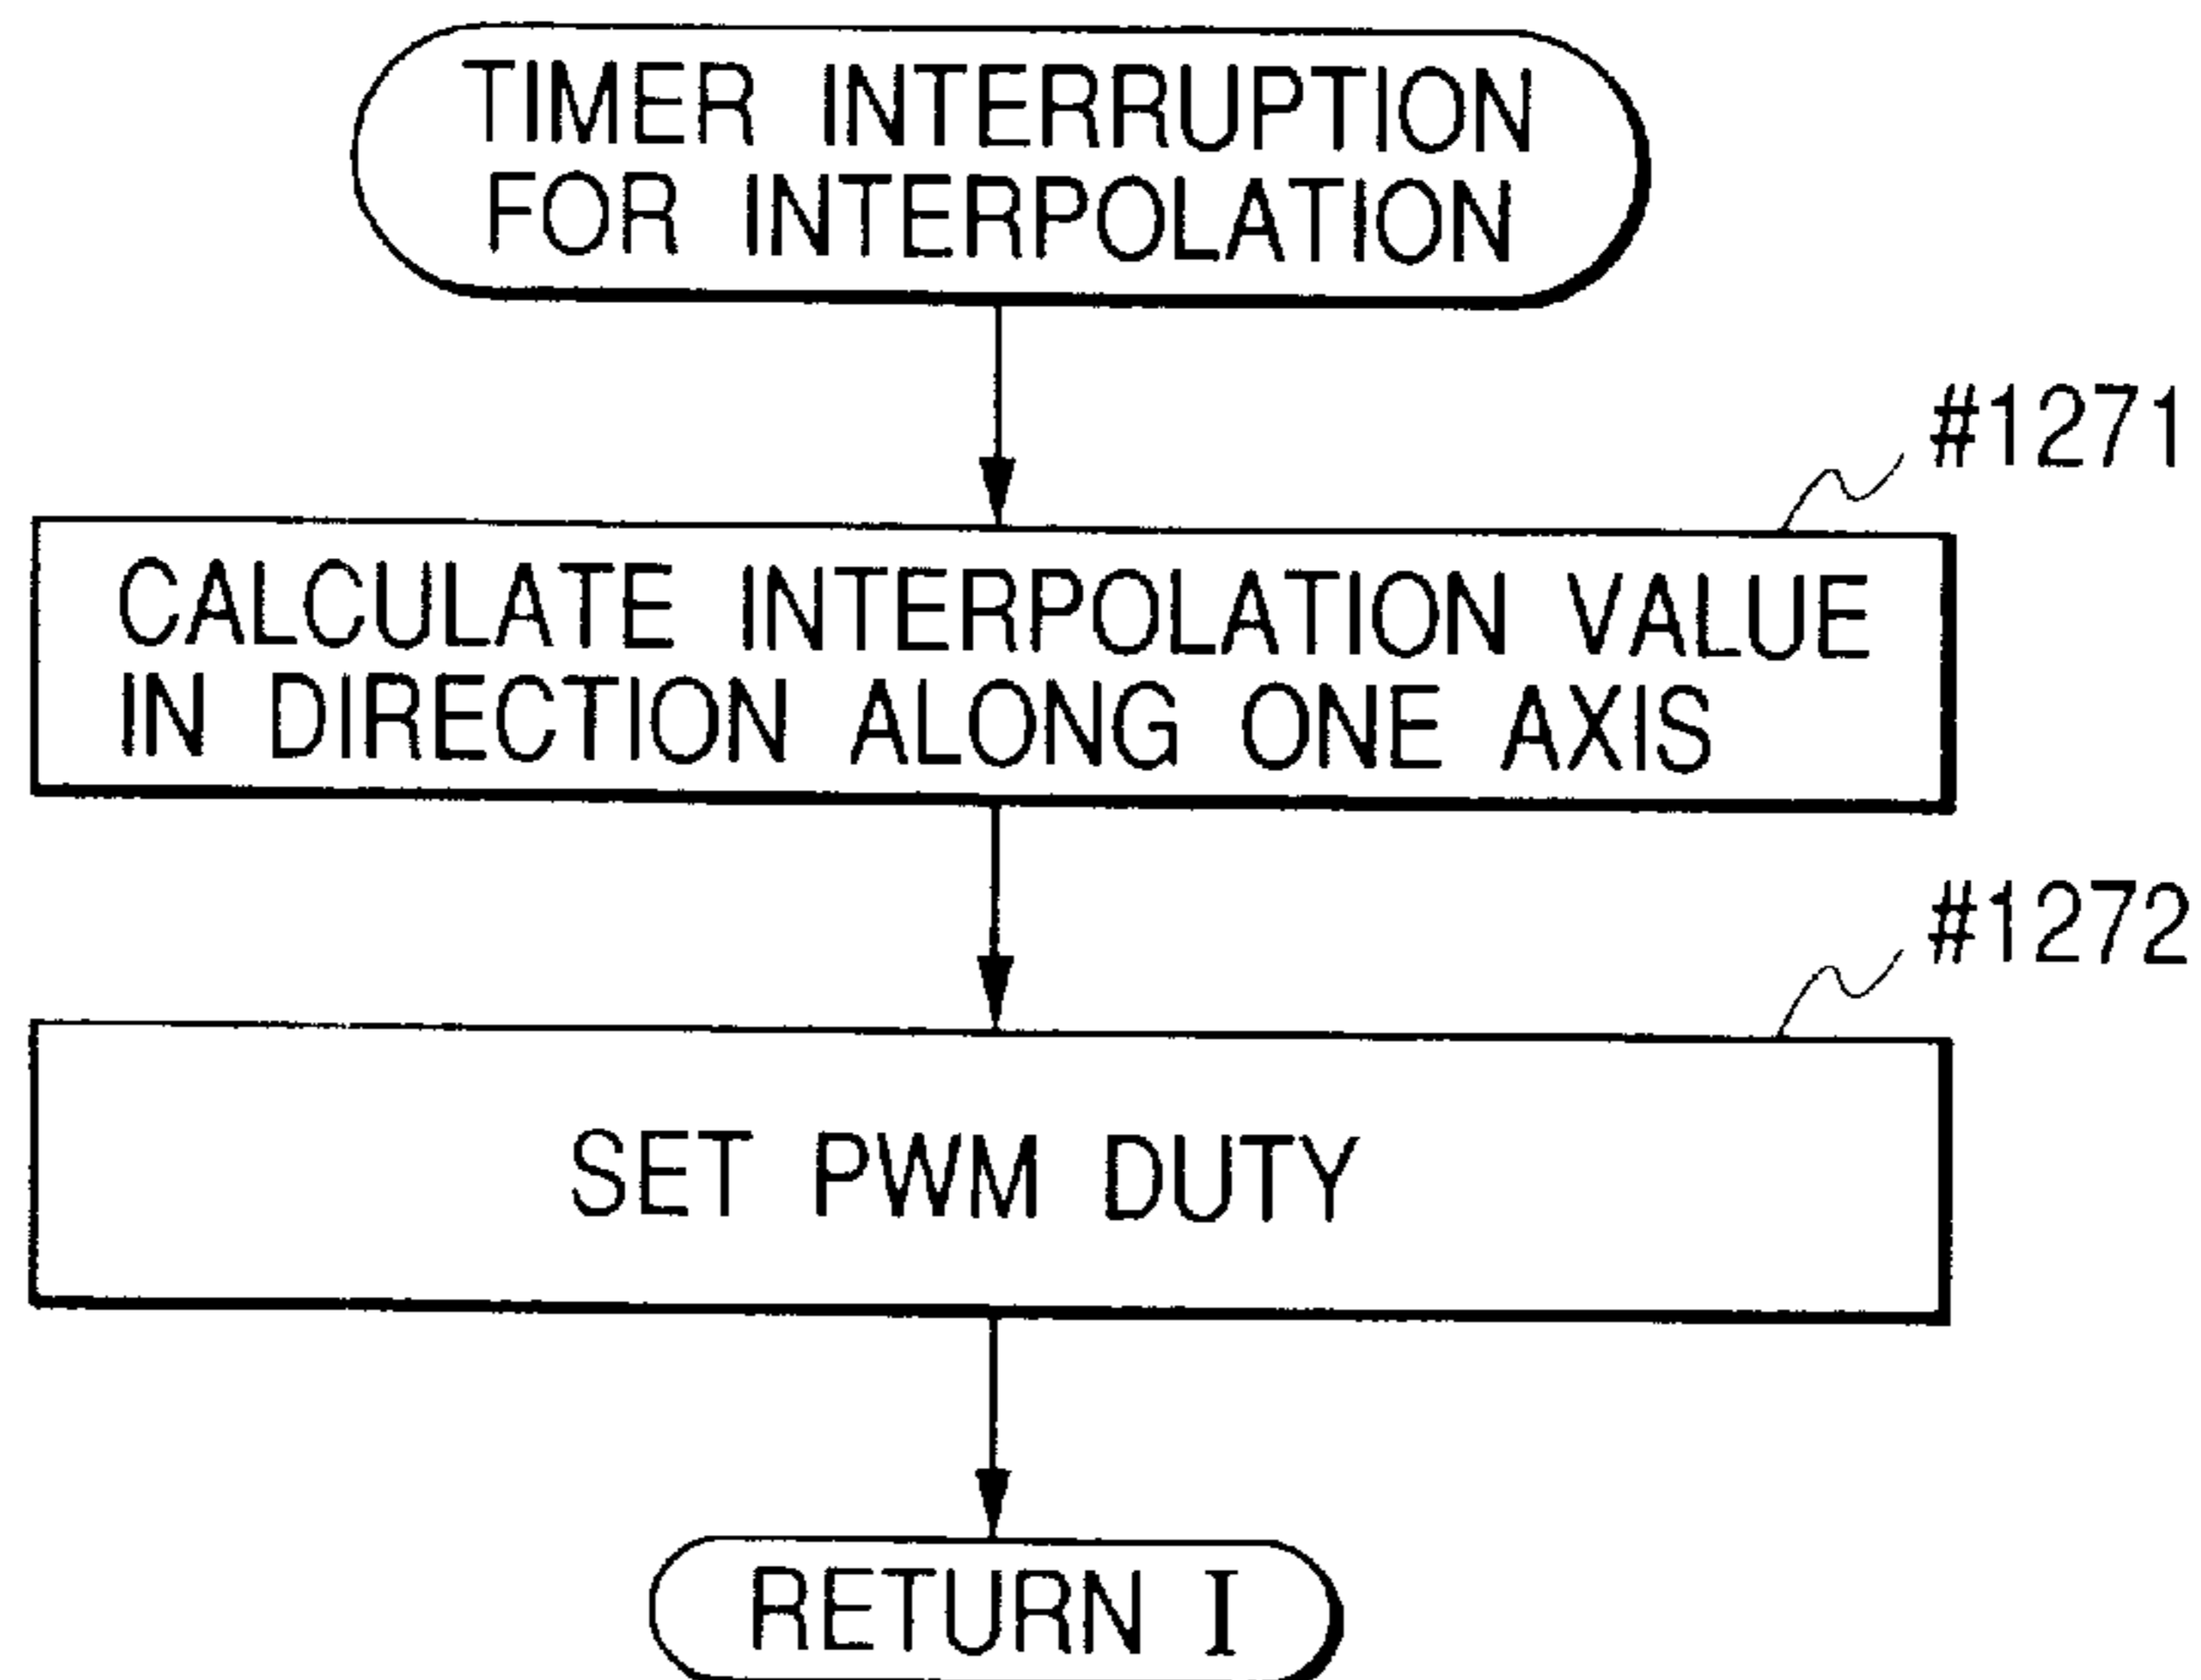 TIMER INTERRUPTION
FOR INTERPOLATION
#1271
CALCULATE INTERPOLATION VALUE
IN DIRECTION ALONG ONE AXIS
#1272
SET PWM DUTY
RETURN I